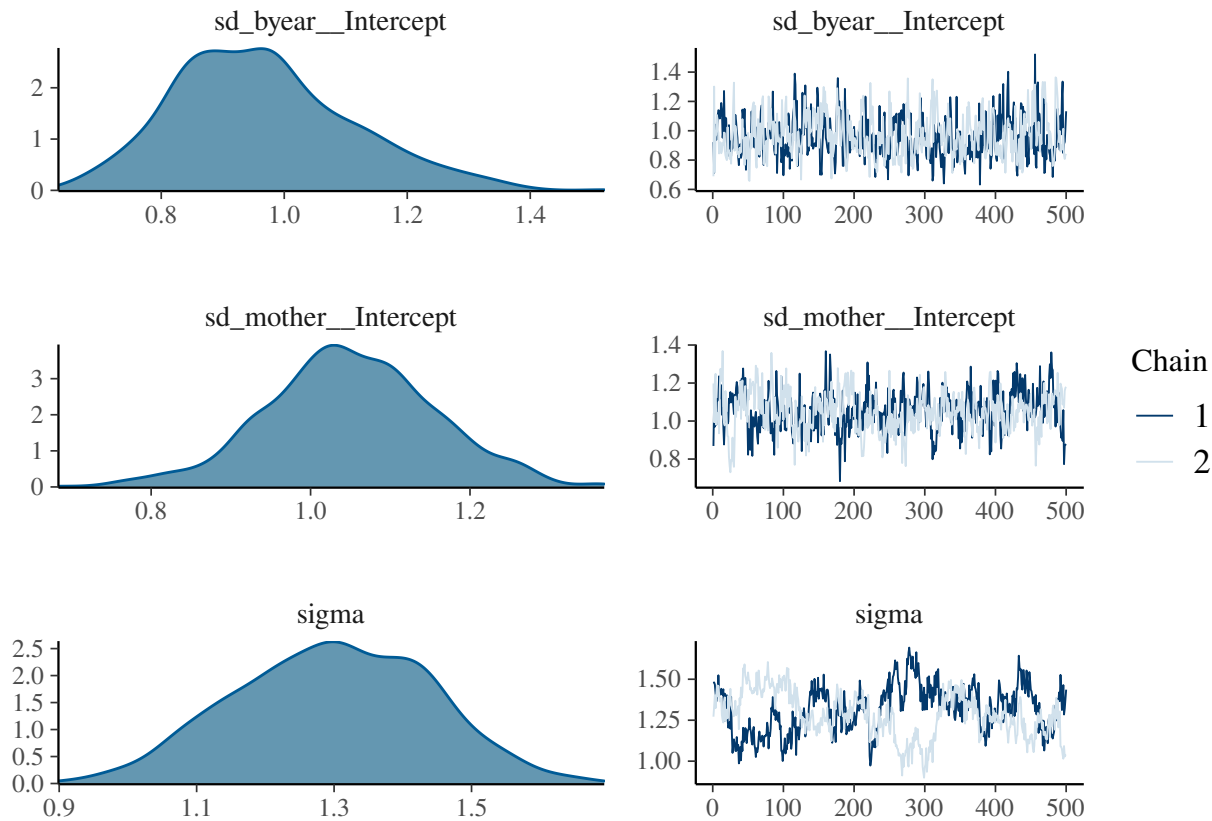 sd_byear__Intercept
2
1
0
0.8 1.0 1.2 1.4
sd_byear__Intercept
1.4
1.2
1.0
0.8
0.6
0 100 200 300 400 500
sd_mother__Intercept
3
2
1
0
0.8 1.0 1.2
sd_mother__Intercept
1.4
1.2
1.0
0.8
0 100 200 300 400 500
sigma
2.5
2.0
1.5
1.0
0.5
0.0
0.9 1.1 1.3 1.5
sigma
1.50
1.25
1.00
0 100 200 300 400 500
Chain
1
2